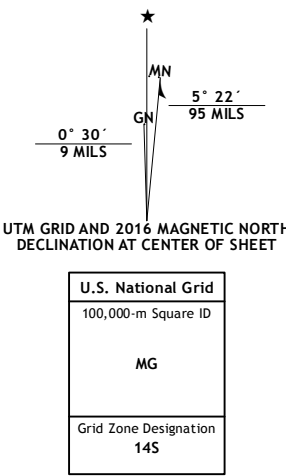 ★
MN
GN
5° 22´
95 MILS
0° 30´
9 MILS
UTM GRID AND 2016 MAGNETIC NORTH
DECLINATION AT CENTER OF SHEET
U.S. National Grid
100,000-m Square ID
MG
Grid Zone Designation
14S